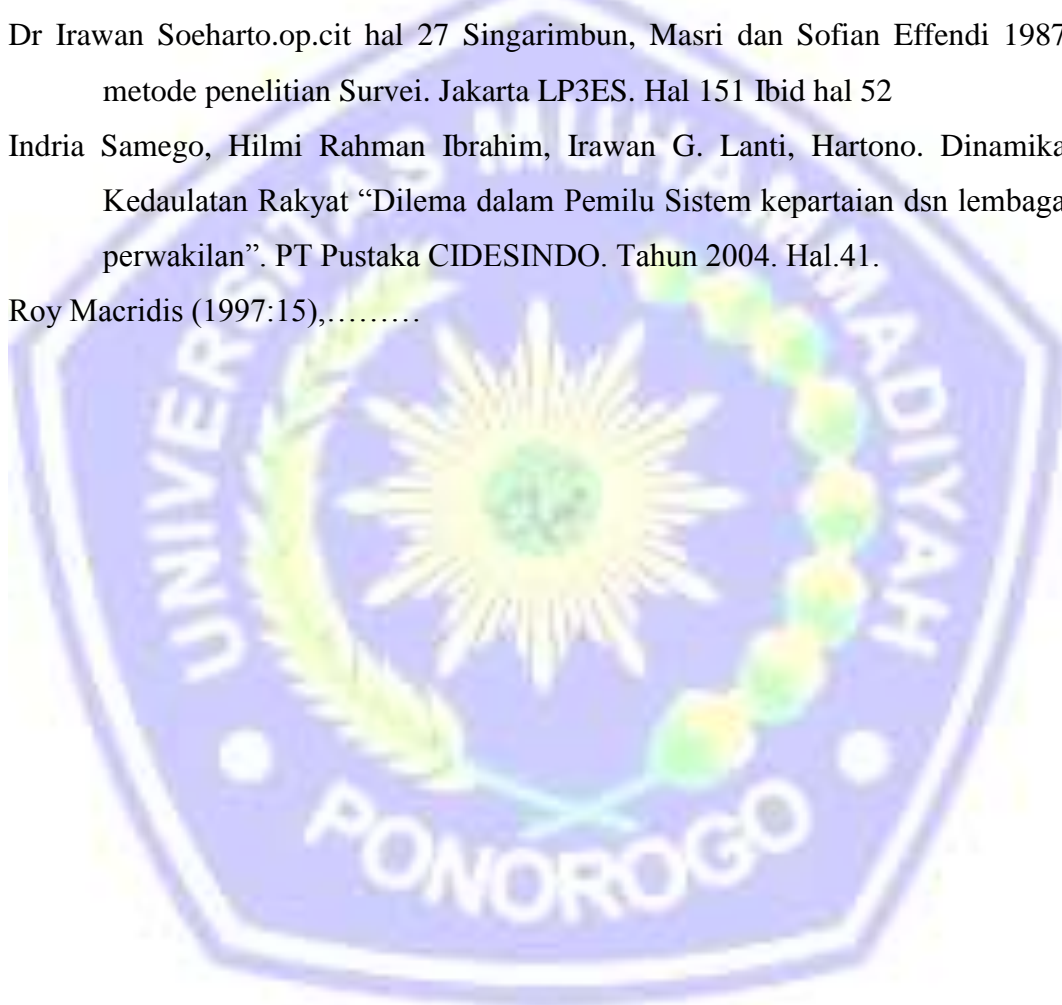 Dr Irawan Soeharto.op.cit hal 27 Singarimbun, Masri dan Sofian Effendi 1987
metode penelitian Survei. Jakarta LP3ES. Hal 151 Ibid hal 52
Indria Samego, Hilmi Rahman Ibrahim, Irawan G. Lanti, Hartono. Dinamika
Kedaulatan Rakyat “Dilema dalam Pemilu Sistem kepartaian dsn lembaga
perwakilan”. PT Pustaka CIDESINDO. Tahun 2004. Hal.41.
Roy Macridis (1997:15),………
UNIVERSITAS MUHAMMADIYAH
PONOROGO